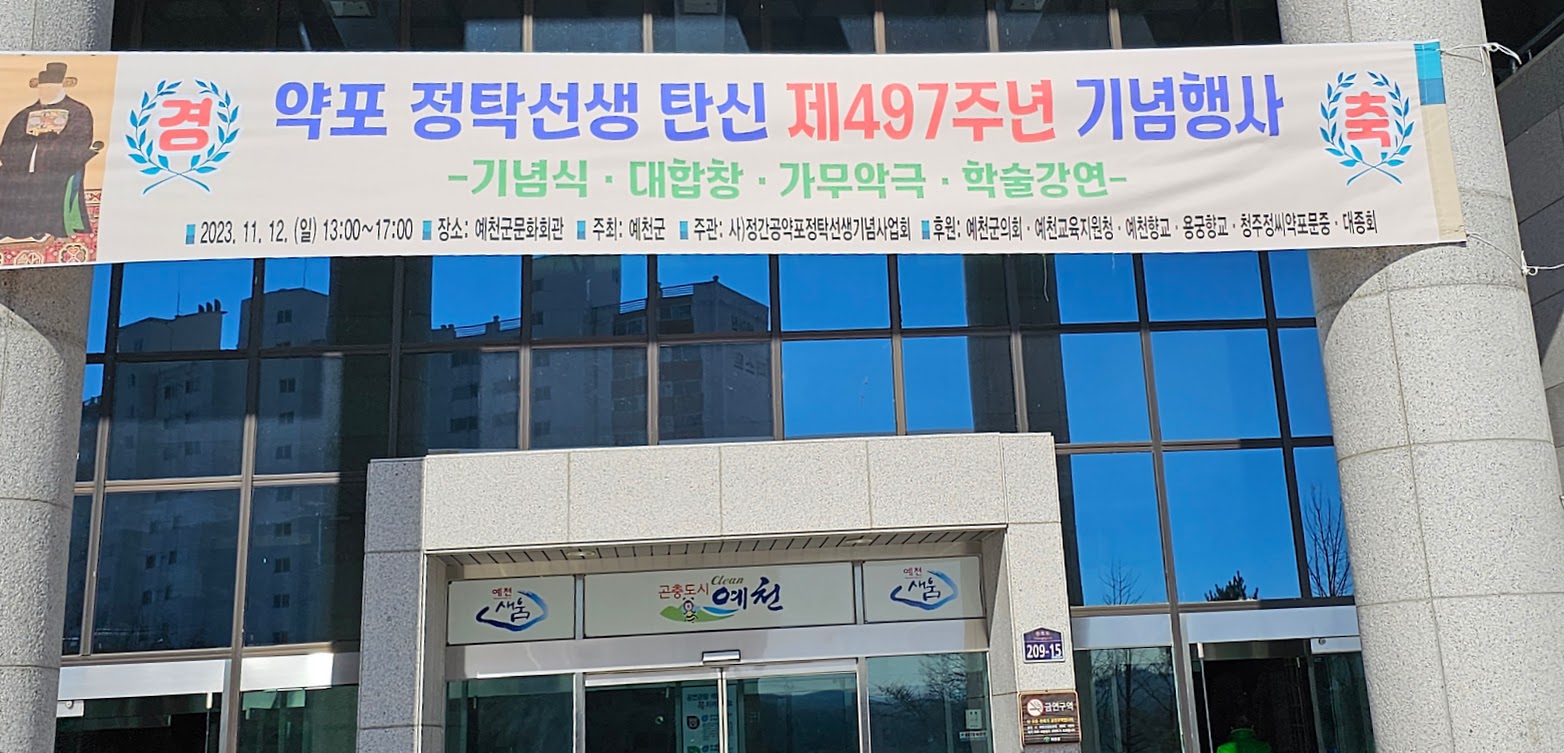 경 약포 정탁선생 탄신 제497주년 기념행사 축
-기념식 · 대합창 · 가무악극 · 학술강연-
2023. 11. 12. (일) 13:00~17:00 장소: 예천군문화회관 주최: 예천군 주관: 사)정간공약포정탁선생기념사업회 후원: 예천군의회 · 예천교육지원청 · 예천향교 · 용궁향교 · 청주정씨약포문중 · 대종회
예천 새움
곤충도시 Clean 예천
예천 새움
209-15
금연구역